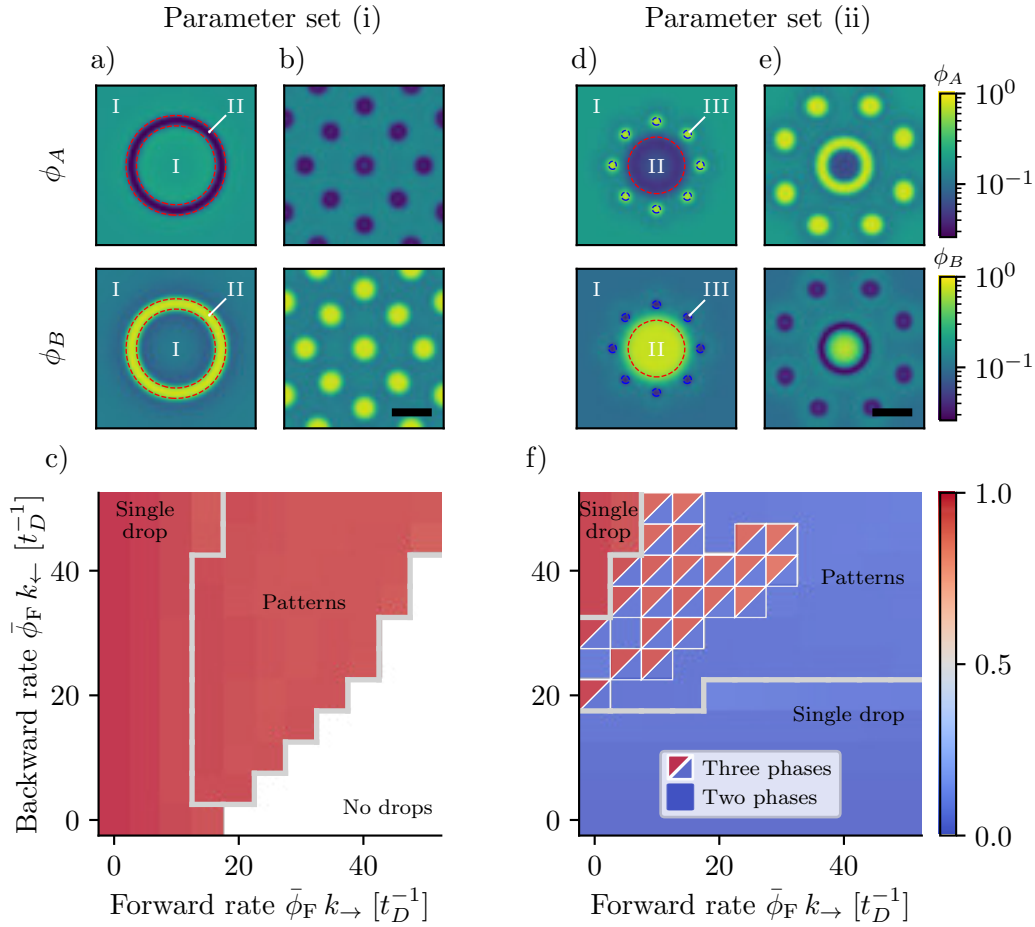 Parameter set (i)
Parameter set (ii)
a)
b)
d)
e)
I
II
I
ϕ_A
I
III
II
ϕ_A
10^0
10^{-1}
I
II
I
ϕ_B
I
III
II
ϕ_B
10^0
10^{-1}
c)
f)
Single
drop
Patterns
No drops
Backward rate ϕ̄_F k_← [t_D^{-1}]
40
20
0
0
20
40
Forward rate ϕ̄_F k_→ [t_D^{-1}]
Single
drop
Patterns
Single drop
Three phases
Two phases
40
20
0
0
20
40
Forward rate ϕ̄_F k_→ [t_D^{-1}]
1.0
0.5
0.0